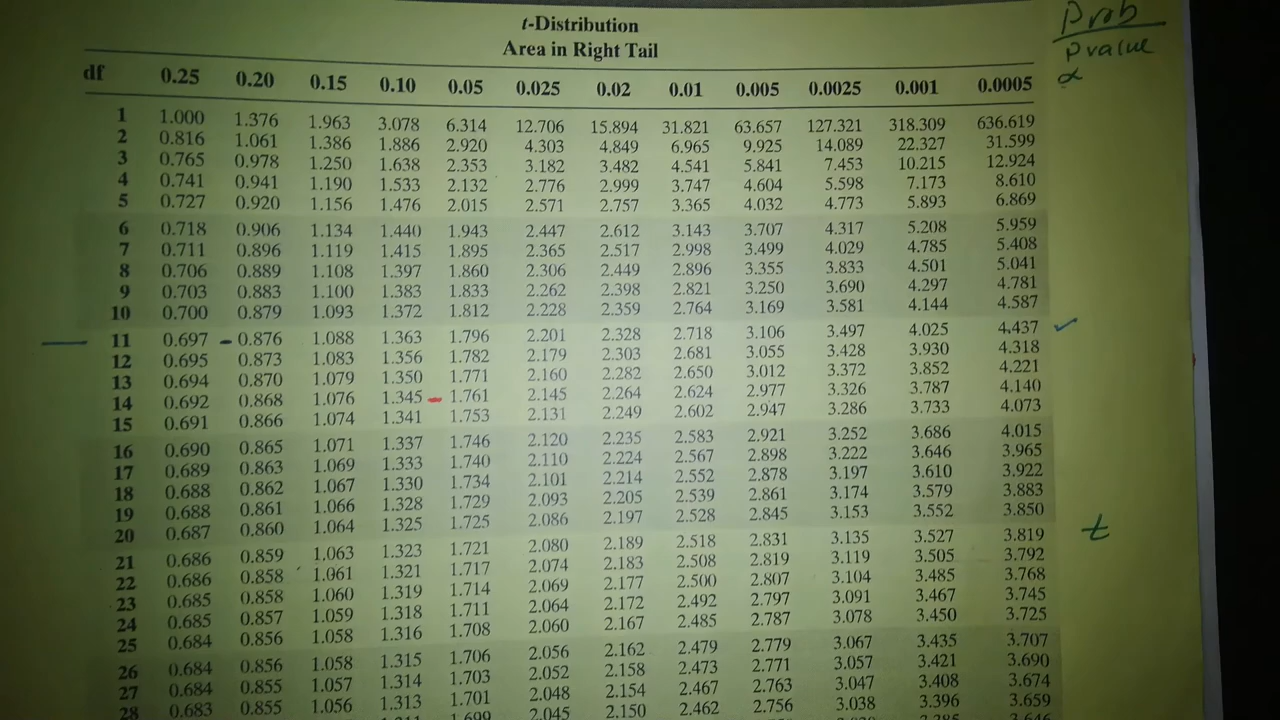 t-Distribution
Area in Right Tail
Prob
P value
α
df 0.25 0.20 0.15 0.10 0.05 0.025 0.02 0.01 0.005 0.0025 0.001 0.0005
1 1.000 1.376 1.963 3.078 6.314 12.706 15.894 31.821 63.657 127.321 318.309 636.619
2 0.816 1.061 1.386 1.886 2.920 4.303 4.849 6.965 9.925 14.089 22.327 31.599
3 0.765 0.978 1.250 1.638 2.353 3.182 3.482 4.541 5.841 7.453 10.215 12.924
4 0.741 0.941 1.190 1.533 2.132 2.776 2.999 3.747 4.604 5.598 7.173 8.610
5 0.727 0.920 1.156 1.476 2.015 2.571 2.757 3.365 4.032 4.773 5.893 6.869
6 0.718 0.906 1.134 1.440 1.943 2.447 2.612 3.143 3.707 4.317 5.208 5.959
7 0.711 0.896 1.119 1.415 1.895 2.365 2.517 2.998 3.499 4.029 4.785 5.408
8 0.706 0.889 1.108 1.397 1.860 2.306 2.449 2.896 3.355 3.833 4.501 5.041
9 0.703 0.883 1.100 1.383 1.833 2.262 2.398 2.821 3.250 3.690 4.297 4.781
10 0.700 0.879 1.093 1.372 1.812 2.228 2.359 2.764 3.169 3.581 4.144 4.587
11 0.697 0.876 1.088 1.363 1.796 2.201 2.328 2.718 3.106 3.497 4.025 4.437
12 0.695 0.873 1.083 1.356 1.782 2.179 2.303 2.681 3.055 3.428 3.930 4.318
13 0.694 0.870 1.079 1.350 1.771 2.160 2.282 2.650 3.012 3.372 3.852 4.221
14 0.692 0.868 1.076 1.345 1.761 2.145 2.264 2.624 2.977 3.326 3.787 4.140
15 0.691 0.866 1.074 1.341 1.753 2.131 2.249 2.602 2.947 3.286 3.733 4.073
16 0.690 0.865 1.071 1.337 1.746 2.120 2.235 2.583 2.921 3.252 3.686 4.015
17 0.689 0.863 1.069 1.333 1.740 2.110 2.224 2.567 2.898 3.222 3.646 3.965
18 0.688 0.862 1.067 1.330 1.734 2.101 2.214 2.552 2.878 3.197 3.610 3.922
19 0.688 0.861 1.066 1.328 1.729 2.093 2.205 2.539 2.861 3.174 3.579 3.883
20 0.687 0.860 1.064 1.325 1.725 2.086 2.197 2.528 2.845 3.153 3.552 3.850
t
21 0.686 0.859 1.063 1.323 1.721 2.080 2.189 2.518 2.831 3.135 3.527 3.819
22 0.686 0.858 1.061 1.321 1.717 2.074 2.183 2.508 2.819 3.119 3.505 3.792
23 0.685 0.858 1.060 1.319 1.714 2.069 2.177 2.500 2.807 3.104 3.485 3.768
24 0.685 0.857 1.059 1.318 1.711 2.064 2.172 2.492 2.797 3.091 3.467 3.745
25 0.684 0.856 1.058 1.316 1.708 2.060 2.167 2.485 2.787 3.078 3.450 3.725
26 0.684 0.856 1.058 1.315 1.706 2.056 2.162 2.479 2.779 3.067 3.435 3.707
27 0.684 0.855 1.057 1.314 1.703 2.052 2.158 2.473 2.771 3.057 3.421 3.690
28 0.683 0.855 1.056 1.313 1.701 2.048 2.154 2.467 2.763 3.047 3.408 3.674
1.699 2.045 2.150 2.462 2.756 3.038 3.396 3.659